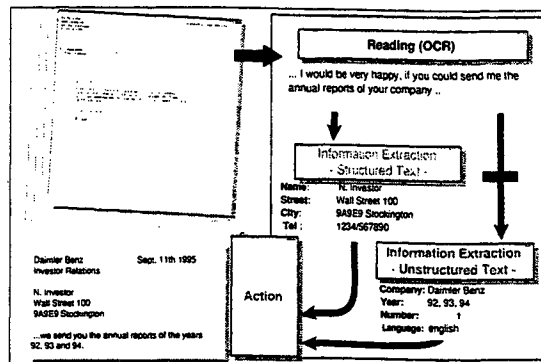 Reading (OCR)
... I would be very happy, if you could send me the
annual reports of your company ..
Information Extraction
- Structured Text -
Name: N. Investor
Street: Wall Street 100
City: 9A9E9 Stockington
Tel : 1234/567890
Information Extraction
- Unstructured Text -
Company: Daimler Benz
Year: 92, 93, 94
Number: 1
Language: english
Action
Daimler Benz Sept. 11th 1995
Investor Relations
N. Investor
Wall Street 100
9A9E9 Stockington
...we send you the annual reports of the years
92, 93 and 94.